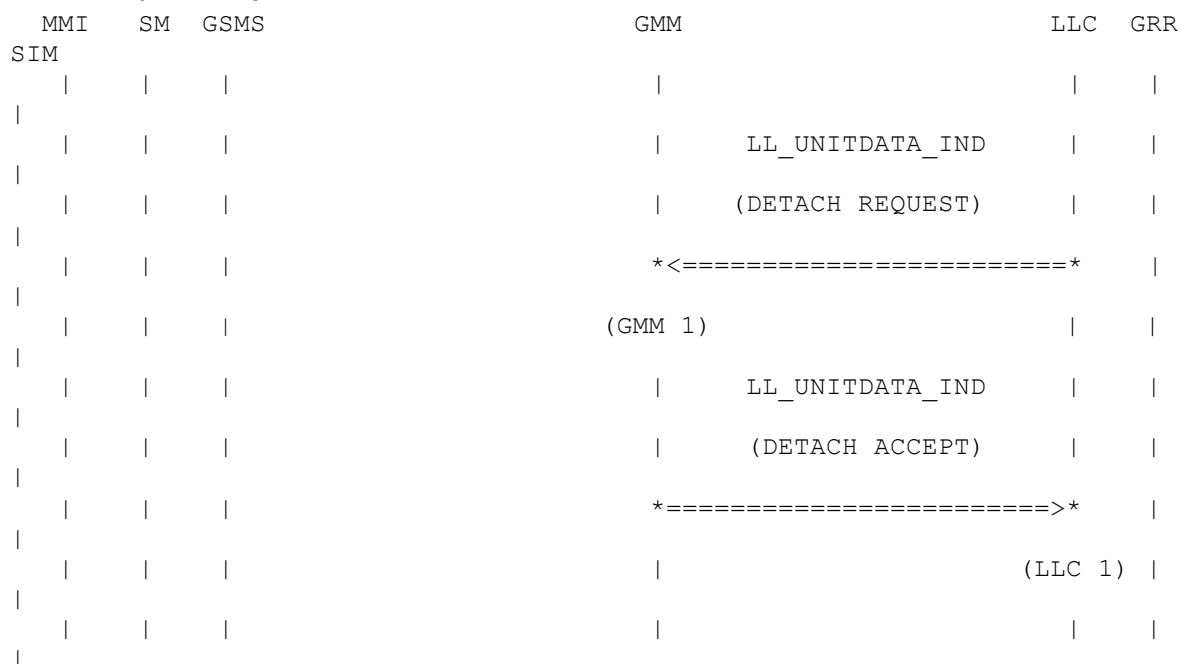 MMI SM GSMS GMM LLC GRR
SIM
| | | | | |
|
| | | | LL_UNITDATA_IND | |
|
| | | | (DETACH REQUEST) | |
|
| | | *<========================* |
|
| | | (GMM 1) | |
|
| | | | LL_UNITDATA_IND | |
|
| | | | (DETACH ACCEPT) | |
|
| | | *========================>* |
|
| | | | (LLC 1) |
|
| | | | | |
|